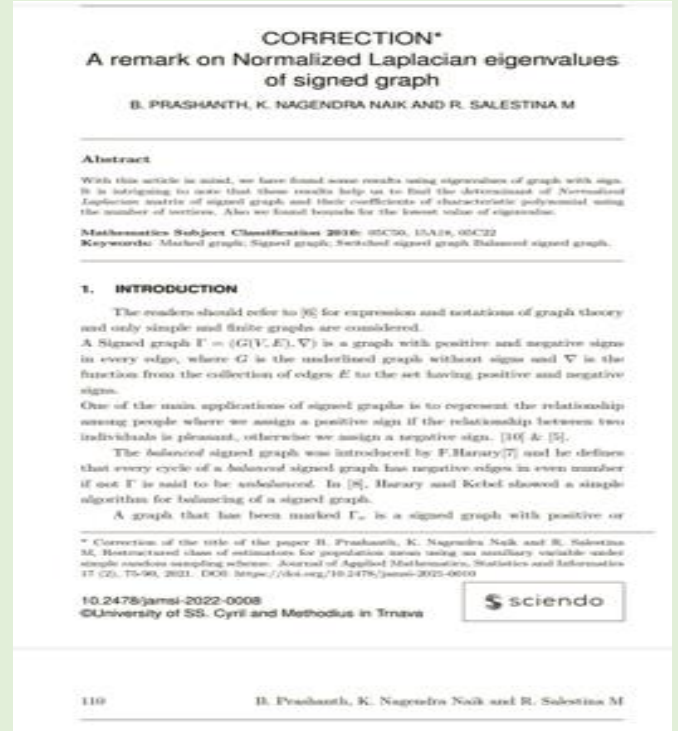 CORRECTION*
A remark on Normalized Laplacian eigenvalues
of signed graph
B. PRASHANTH, K. NAGENDRA NAIK AND R. SALESTINA M
Abstract
With this article in mind, we have found some results using eigenvalues of graph with sign.
It is intriguing to note that these results help us to find the determinant of Normalized
Laplacian matrix of signed graph and their coefficients of characteristic polynomial using
the number of vertices. Also we found bounds for the lowest value of eigenvalue.
Mathematics Subject Classification 2010: 05C50, 15A18, 05C22
Keywords: Marked graph; Signed graph; Switched signed graph Balanced signed graph.
1. INTRODUCTION
The readers should refer to [6] for expression and notations of graph theory
and only simple and finite graphs are considered.
A Signed graph Γ = (G(V, E), ∇) is a graph with positive and negative signs
in every edge, where G is the underlined graph without signs and ∇ is the
function from the collection of edges E to the set having positive and negative
signs.
One of the main applications of signed graphs is to represent the relationship
among people where we assign a positive sign if the relationship between two
individuals is pleasant, otherwise we assign a negative sign. [10] & [5].
The balanced signed graph was introduced by F.Harary[7] and he defines
that every cycle of a balanced signed graph has negative edges in even number
if not Γ is said to be unbalanced. In [8], Harary and Kebel showed a simple
algorithm for balancing of a signed graph.
A graph that has been marked is a signed graph with positive or
* Correction of the title of the paper B. Prashanth, K. Nagendra Naik and R. Salestina
M, Restructured class of estimators for population mean using an auxiliary variable under
simple random sampling scheme. Journal of Applied Mathematics, Statistics and Informatics
17 (2), 75-90, 2021. DOI: https://doi.org/10.2478/jamsi-2021-0010
10.2478/jamsi-2022-0008
©University of SS. Cyril and Methodius in Trnava
sciendo
110 B. Prashanth, K. Nagendra Naik and R. Salestina M